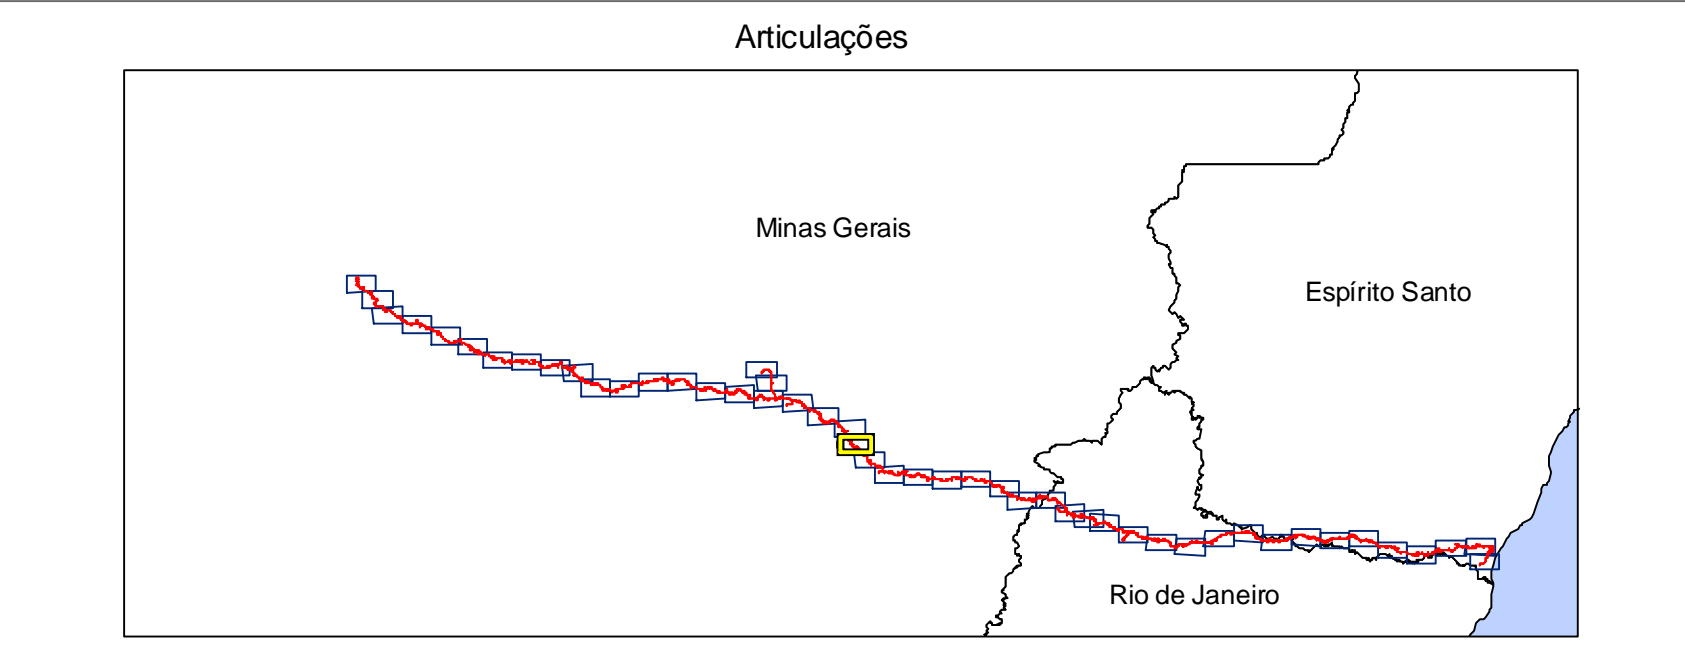 Articulações
Minas Gerais
Espírito Santo
Rio de Janeiro